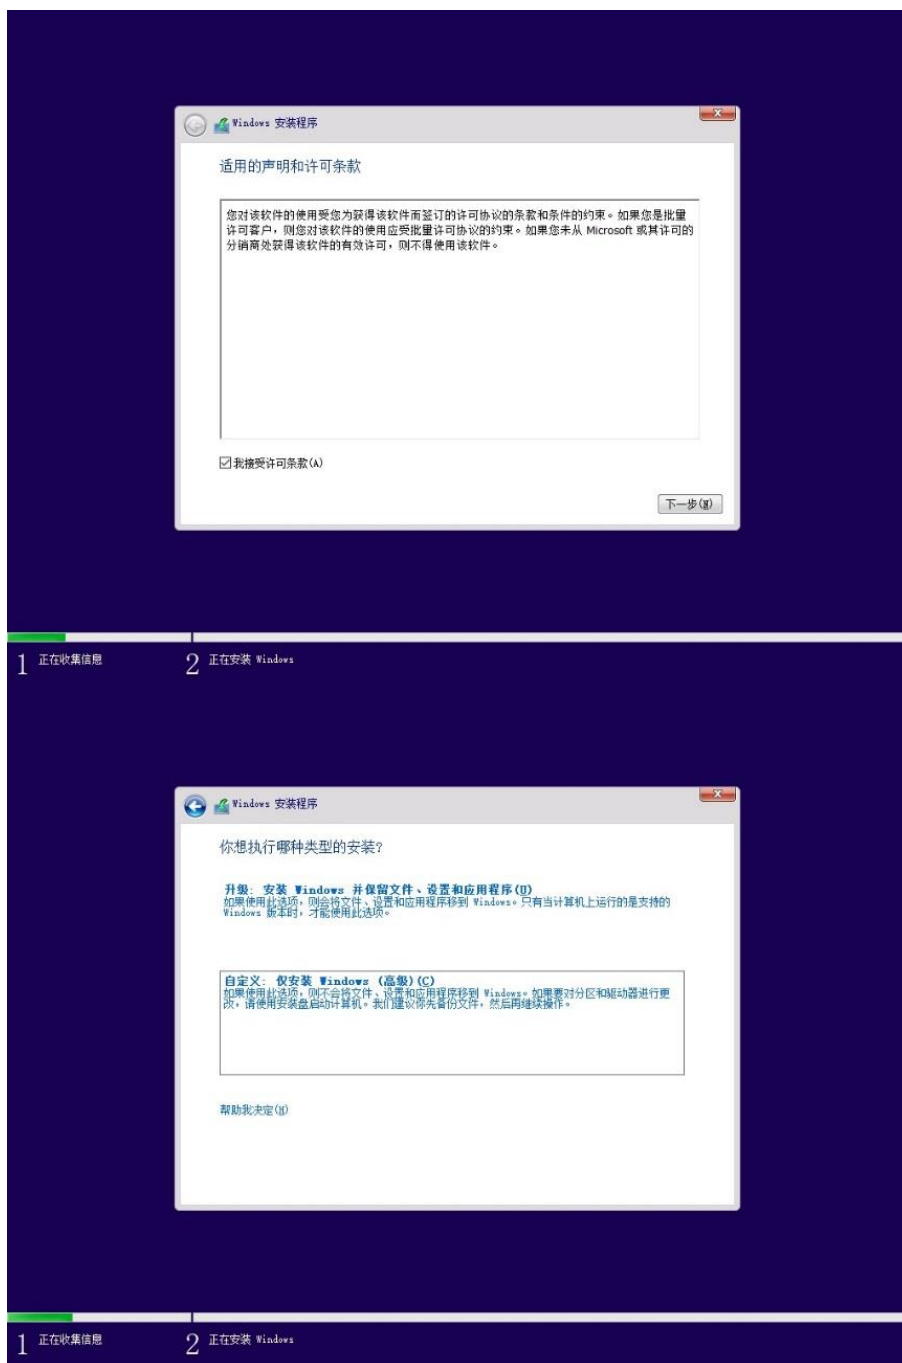 Windows 安装程序
适用的声明和许可条款
您对该软件的使用受您为获得该软件而签订的许可协议的条款和条件的约束。如果您是批量
许可客户，则您对该软件的使用应受批量许可协议的约束。如果您未从 Microsoft 或其许可的
分销商处获得该软件的有效许可，则不得使用该软件。
我接受许可条款(A)
下一步(N)
1 正在收集信息 2 正在安装 Windows
Windows 安装程序
你想执行哪种类型的安装?
升级: 安装 Windows 并保留文件、设置和应用程序(U)
如果使用此选项，则会将文件、设置和应用程序移到 Windows。只有当计算机上运行的是支持的
Windows 版本时，才能使用此选项。
自定义: 仅安装 Windows (高级)(C)
如果使用此选项，则不会将文件、设置和应用程序移到 Windows。如果要对分区和驱动器进行更
改，请使用安装盘启动计算机。我们建议你先备份文件，然后再继续操作。
帮助我决定(H)
1 正在收集信息 2 正在安装 Windows